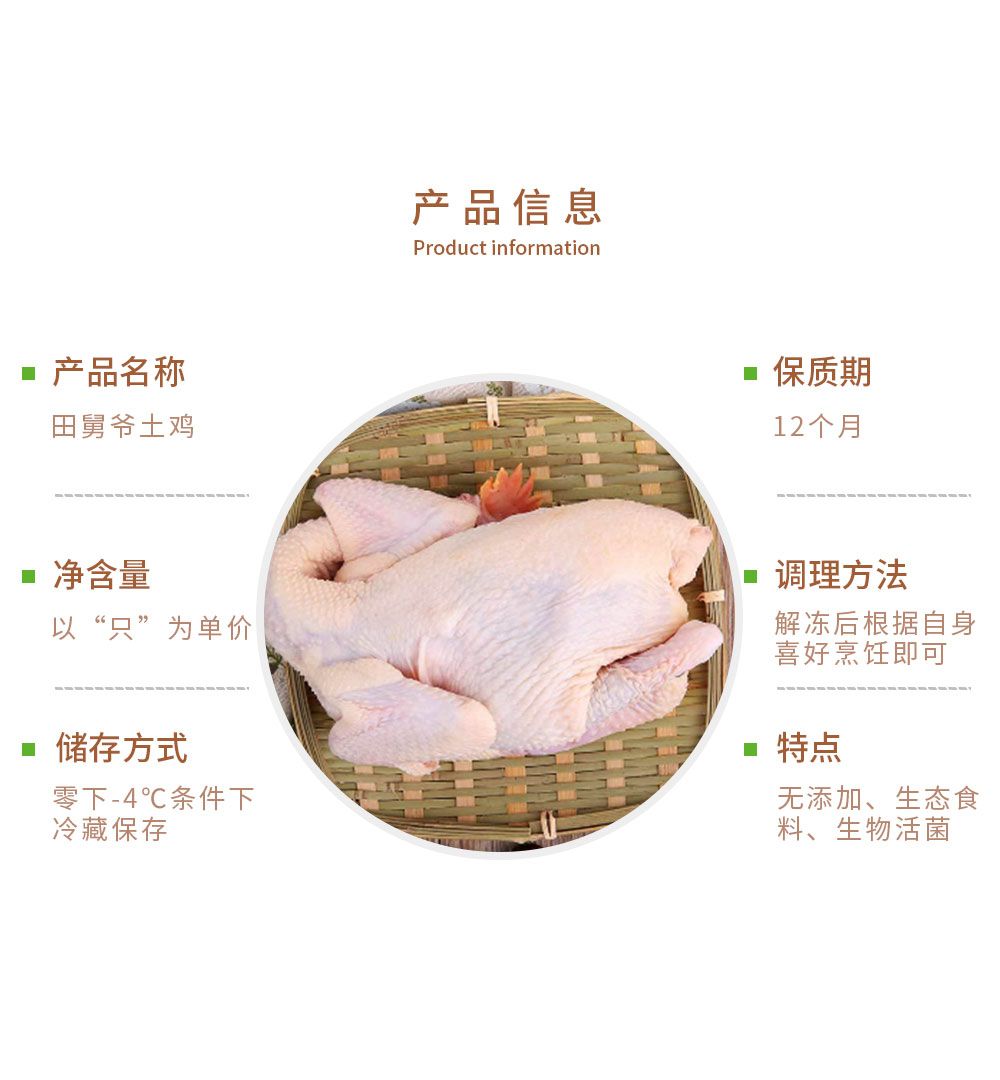 产品信息
Product information
产品名称
田舅爷土鸡
净含量
以“只”为单价
储存方式
零下-4℃条件下
冷藏保存
保质期
12个月
调理方法
解冻后根据自身
喜好烹饪即可
特点
无添加、生态食
料、生物活菌